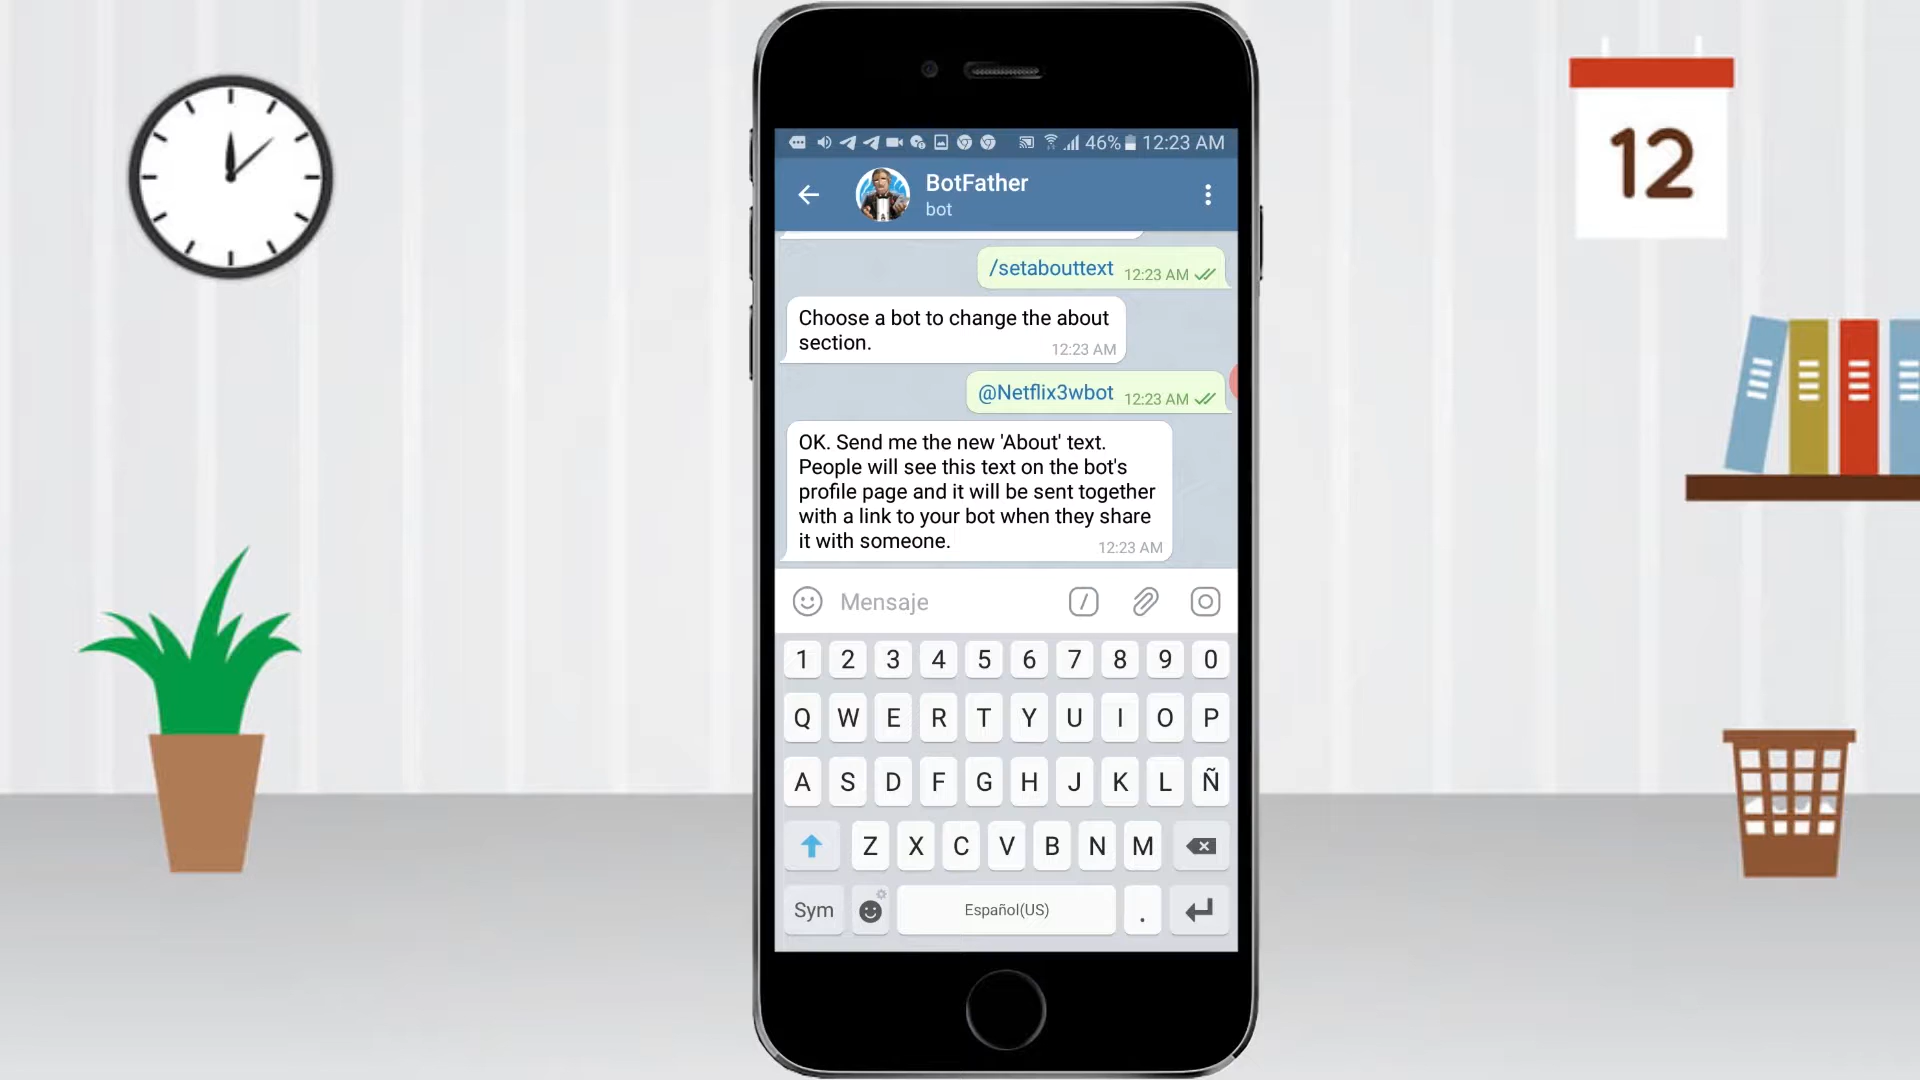 12
46% 12:23 AM
BotFather
bot
/setabouttext 12:23 AM
Choose a bot to change the about
section. 12:23 AM
@Netflix3wbot 12:23 AM
OK. Send me the new 'About' text.
People will see this text on the bot's
profile page and it will be sent together
with a link to your bot when they share
it with someone. 12:23 AM
Mensaje
1 2 3 4 5 6 7 8 9 0
Q W E R T Y U I O P
A S D F G H J K L Ñ
Z X C V B N M
Sym Español(US) .